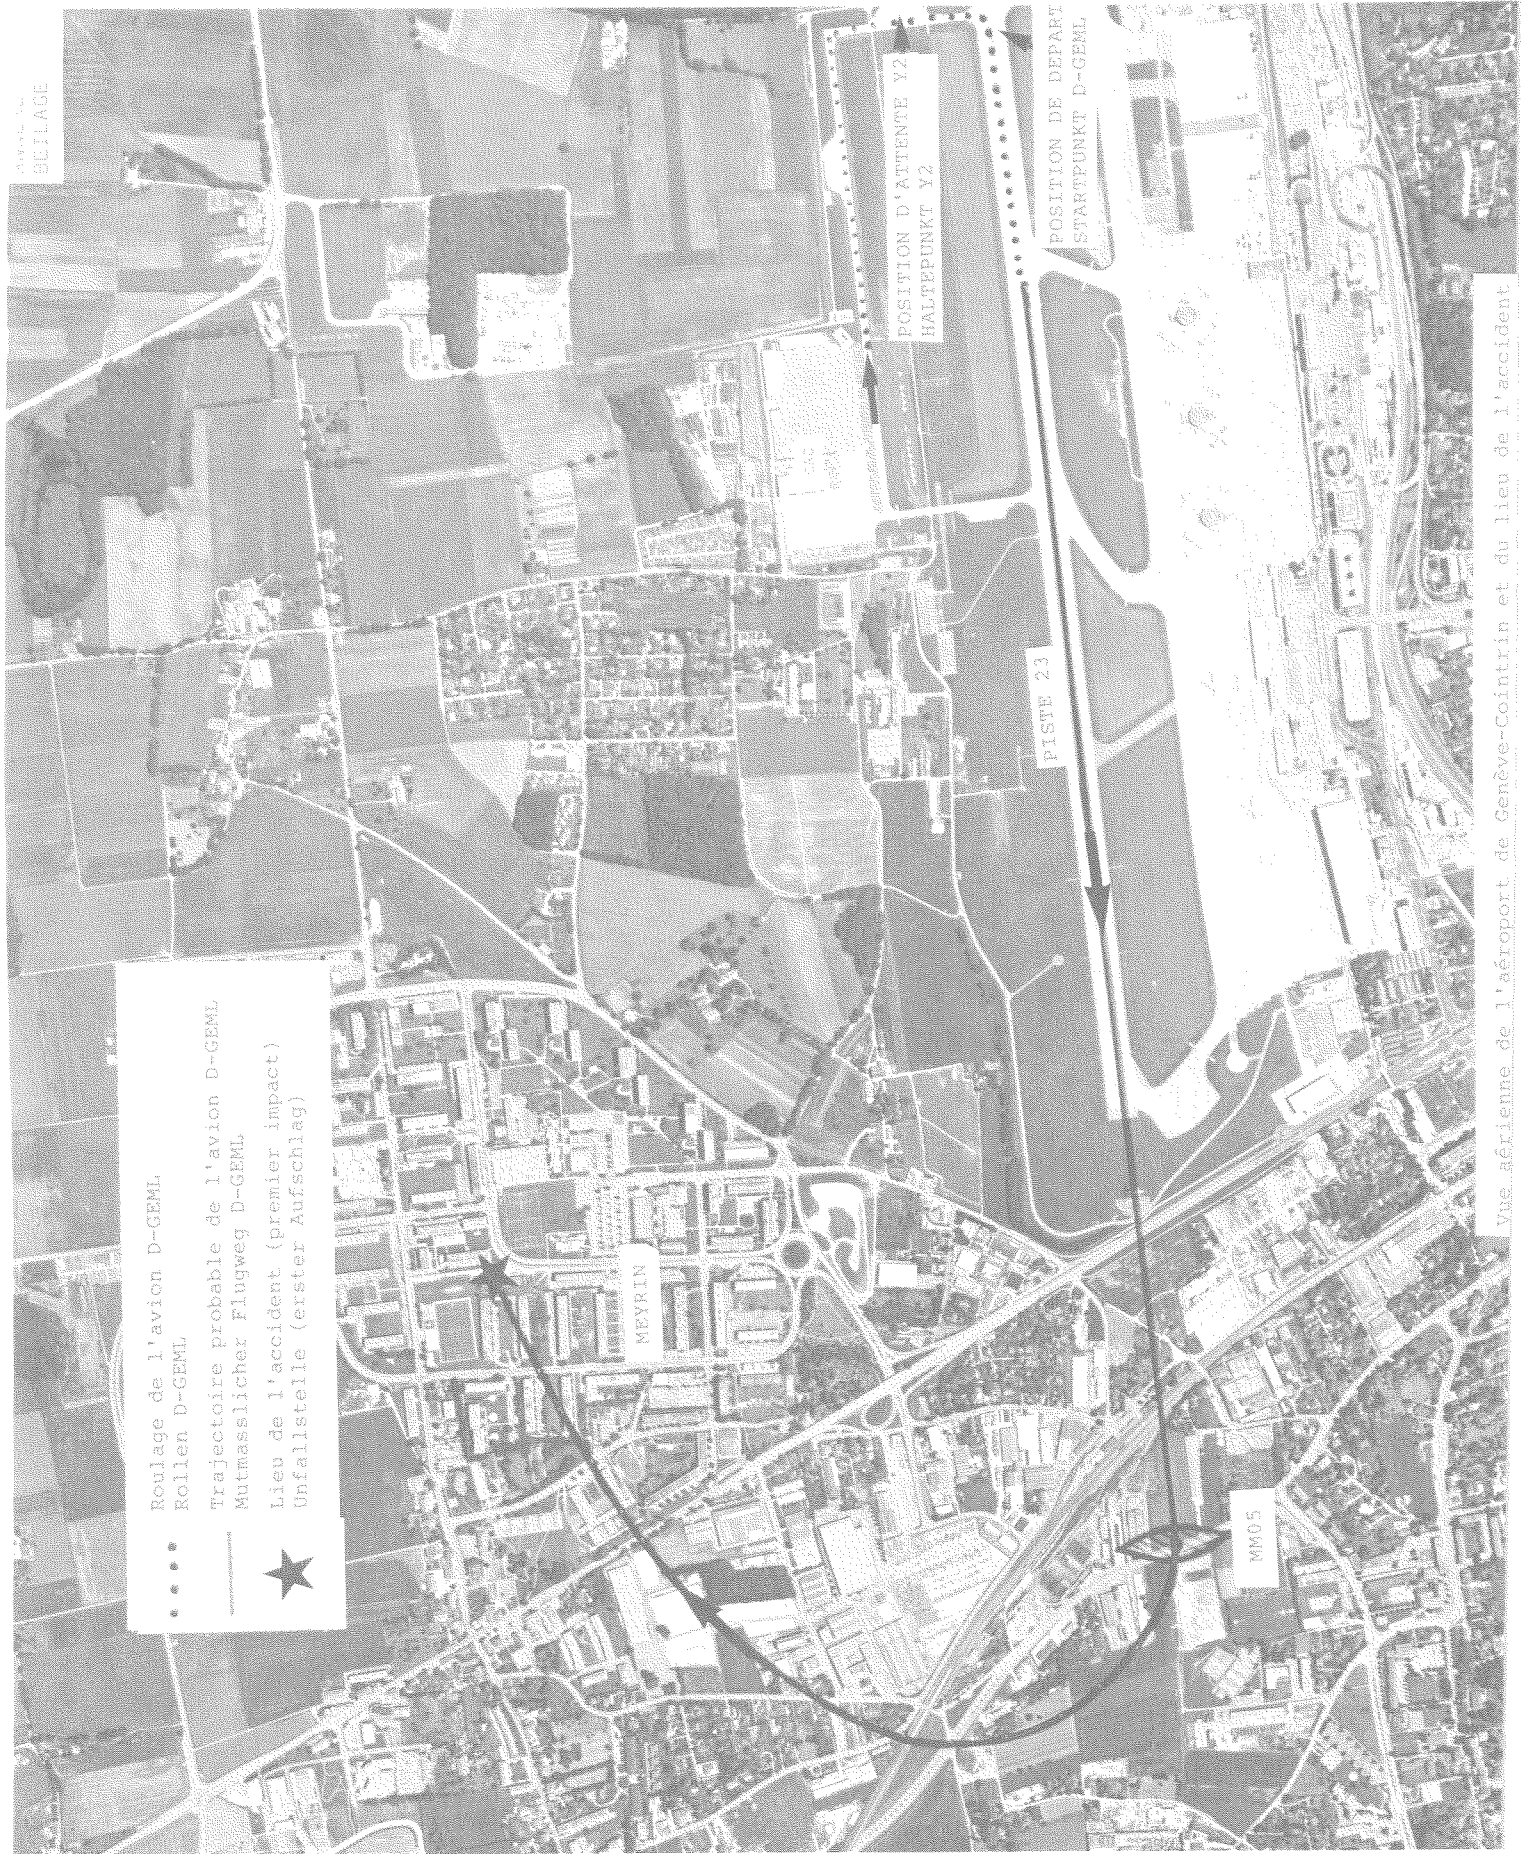 BEILAGE
POSITION D'ATTENTE Y2
HALTEPUNKT Y2
POSITION DE DEPART
STARTPUNKT D-GEML
PISTE 23
Roulage de l'avion D-GEML
Rollen D-GEML
Trajectoire probable de l'avion D-GEML
Mutmasslicher Flugweg D-GEML
Lieu de l'accident (premier impact)
Unfallstelle (erster Aufschlag)
MEYRIN
MM05
Vue aérienne de l'aéroport de Genève-Cointrin et du lieu de l'accident